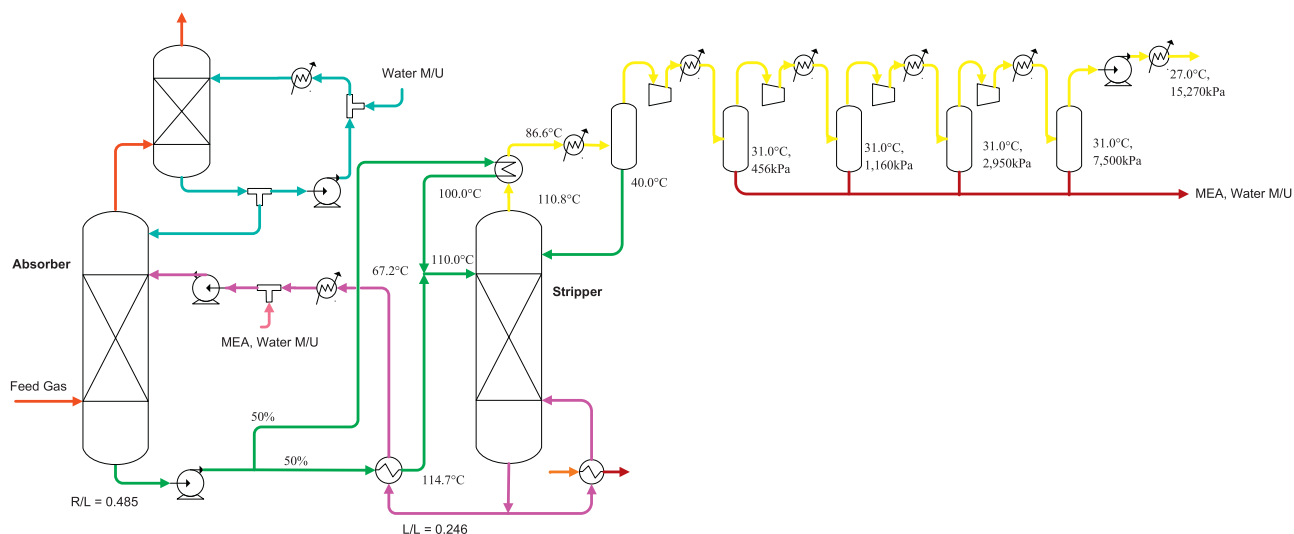 Water M/U
27.0°C,
15,270kPa
86.6°C
31.0°C,
456kPa
31.0°C,
1,160kPa
31.0°C,
2,950kPa
31.0°C,
7,500kPa
40.0°C
100.0°C
110.8°C
MEA, Water M/U
Absorber
67.2°C
110.0°C
Stripper
MEA, Water M/U
Feed Gas
50%
50%
114.7°C
R/L = 0.485
L/L = 0.246